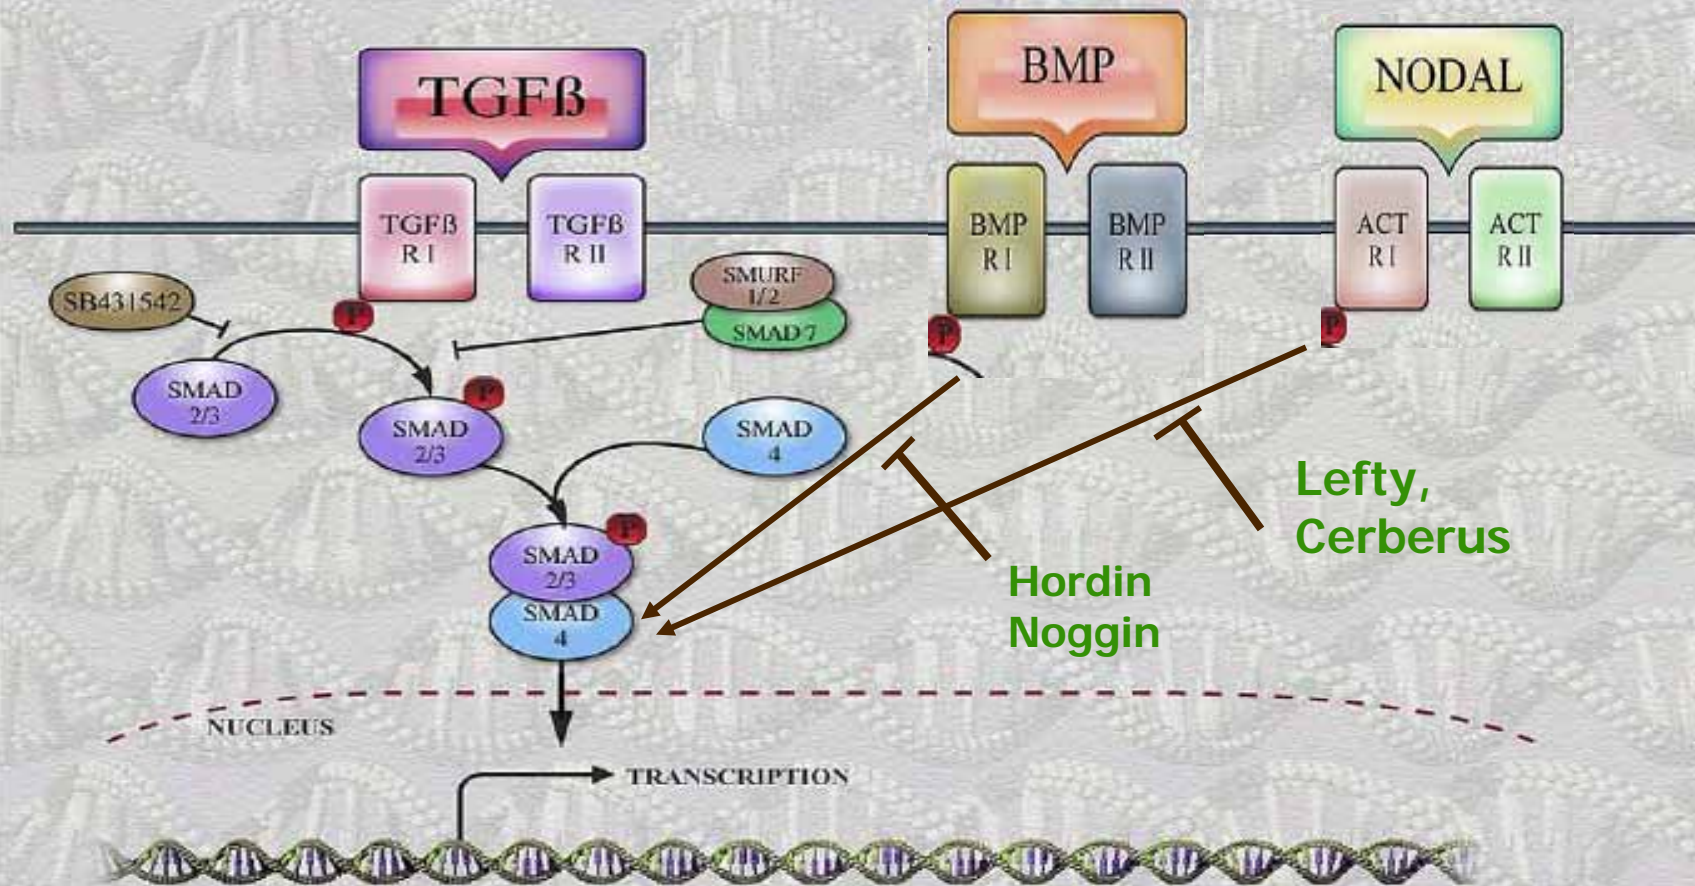 TGFß
BMP
NODAL
TGFß
R I
TGFß
R II
BMP
R I
BMP
R II
ACT
R I
ACT
R II
SB431542
SMURF
1/2
SMAD 7
P
P
P
SMAD
2/3
P
SMAD
2/3
SMAD
4
Lefty,
Cerberus
P
SMAD
2/3
SMAD
4
Hordin
Noggin
NUCLEUS
TRANSCRIPTION